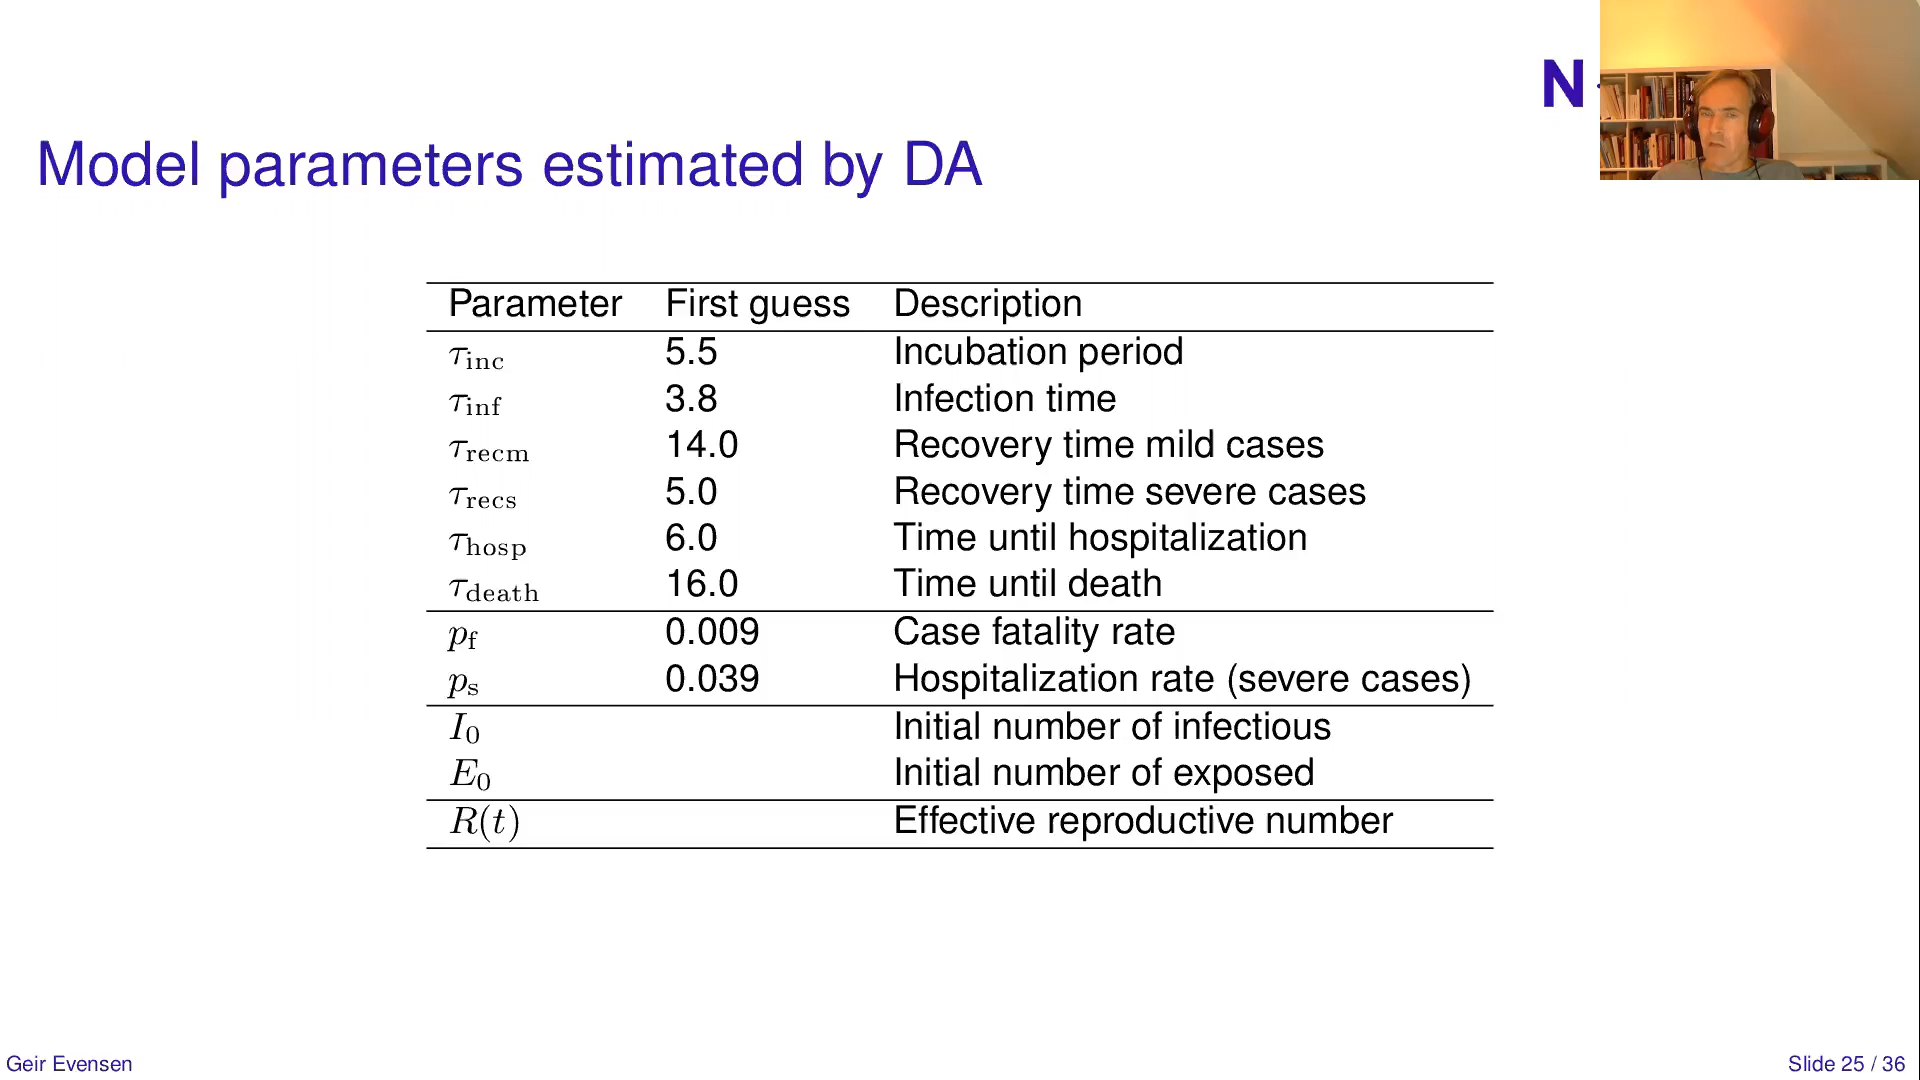 N
Model parameters estimated by DA
Parameter First guess Description
τinc 5.5 Incubation period
τinf 3.8 Infection time
τrecm 14.0 Recovery time mild cases
τrecs 5.0 Recovery time severe cases
τhosp 6.0 Time until hospitalization
τdeath 16.0 Time until death
pf 0.009 Case fatality rate
ps 0.039 Hospitalization rate (severe cases)
I0 Initial number of infectious
E0 Initial number of exposed
R(t) Effective reproductive number
Geir Evensen Slide 25 / 36